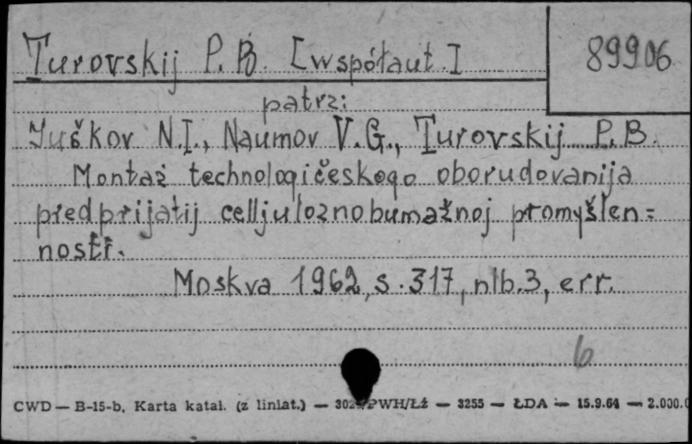 Turovskij P.B. [współaut.]
89906
patrz:
Juškov N.I., Naumov V.G., Turovskij P.B.
Montaž technologičeskogo oborudovanija
predprijatij celljuloznobumažnoj promyšlen=
nosti.
Moskva 1962, s. 317, nlb. 3, err.
b
CWD — B-15-b. Karta katal. (z liniat.) — PWH/Łż — 3255 — ŁDA — 15.9.64 — 2.000.0